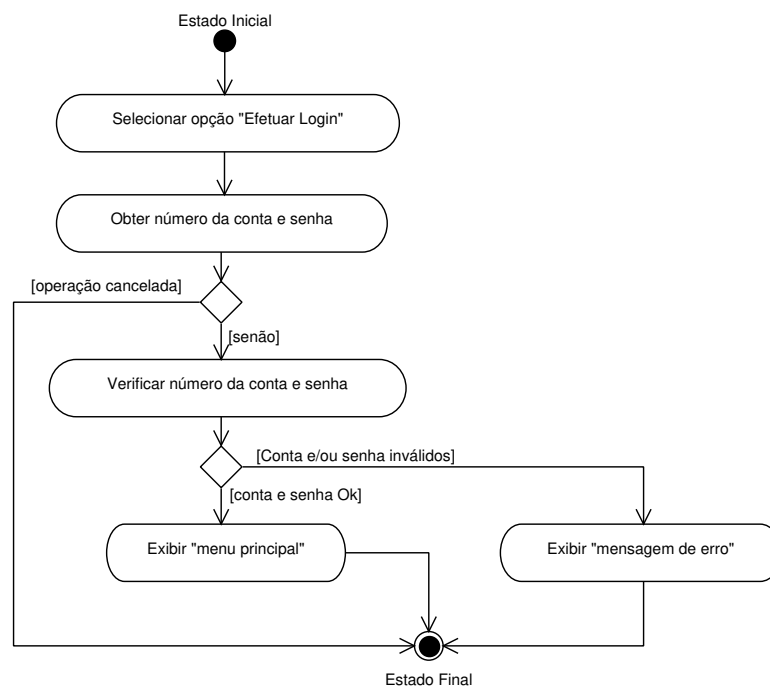 Estado Inicial
Selecionar opção "Efetuar Login"
Obter número da conta e senha
[operação cancelada]
[senão]
Verificar número da conta e senha
[Conta e/ou senha inválidos]
[conta e senha Ok]
Exibir "menu principal"
Exibir "mensagem de erro"
Estado Final